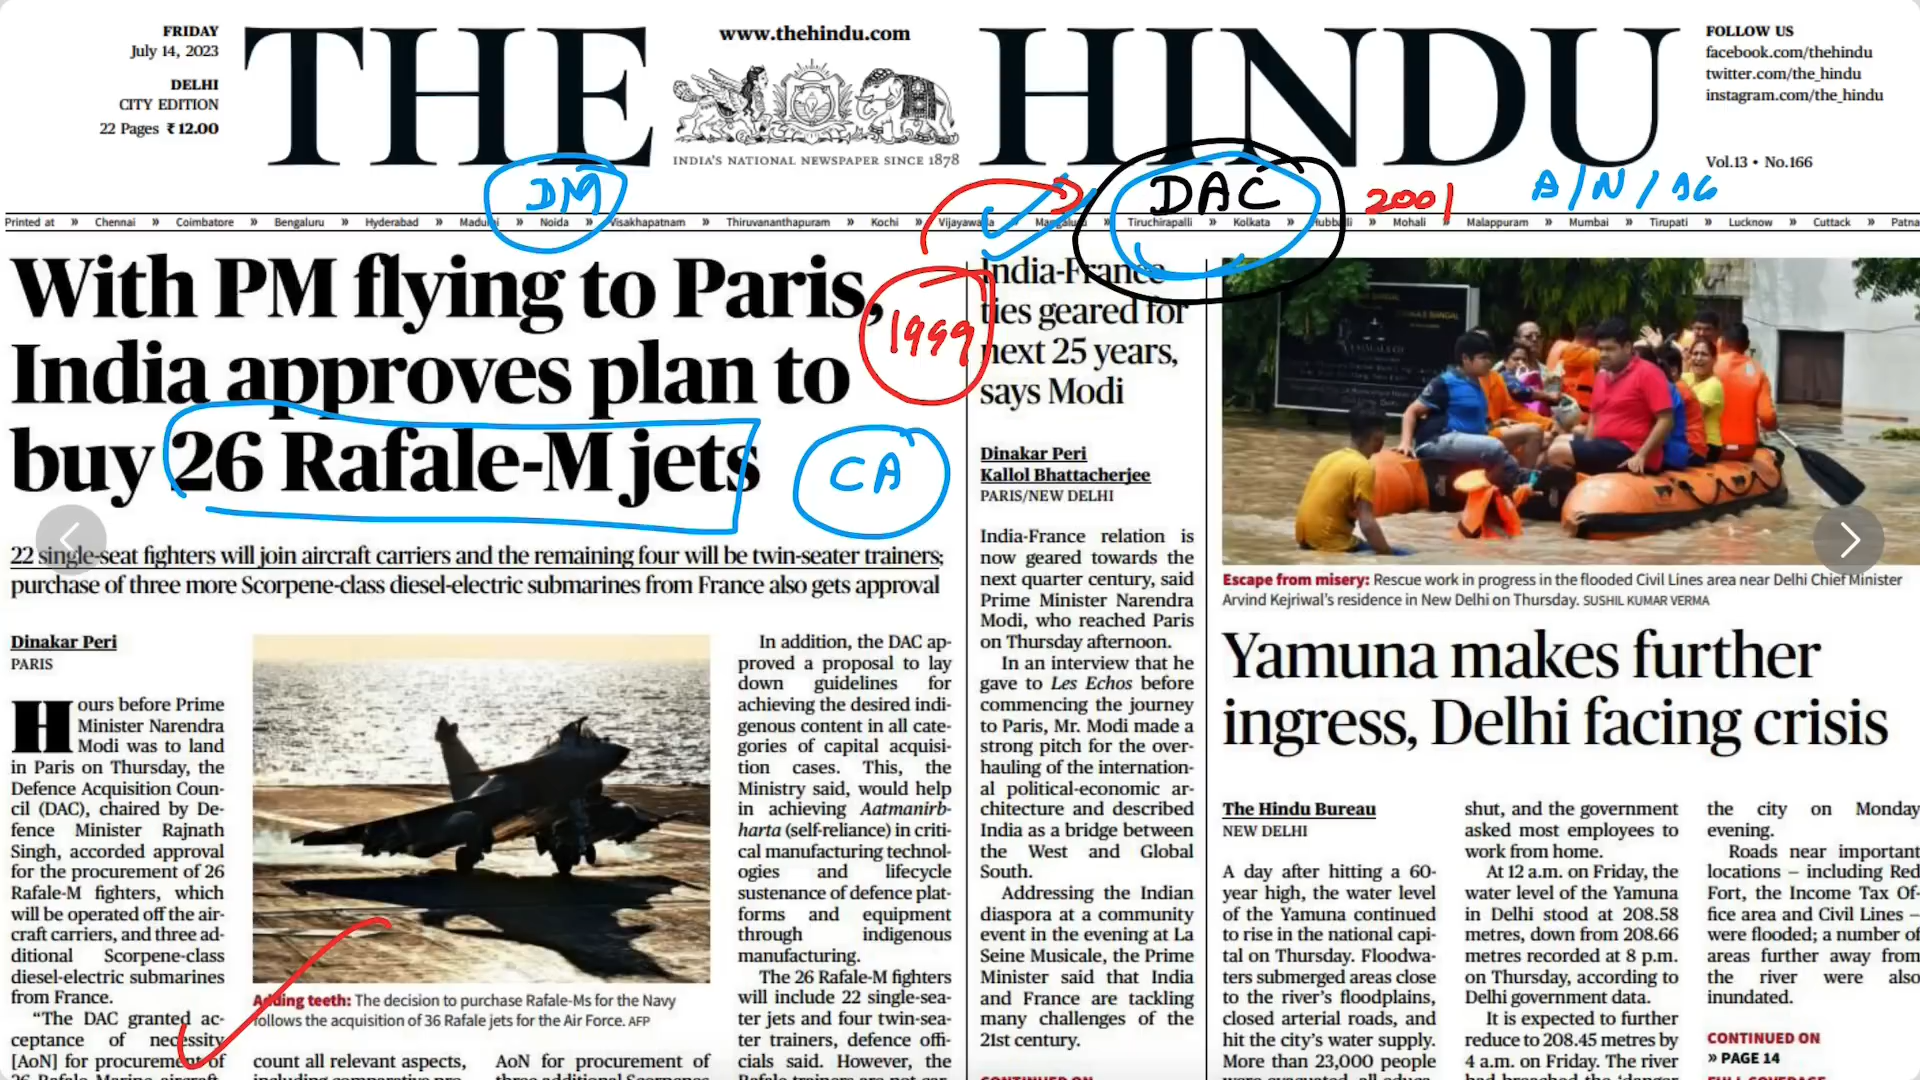 FRIDAY
July 14, 2023
DELHI
CITY EDITION
22 Pages ₹ 12.00
THE HINDU
www.thehindu.com
INDIA'S NATIONAL NEWSPAPER SINCE 1878
FOLLOW US
facebook.com/thehindu
twitter.com/the_hindu
instagram.com/the_hindu
Vol.13 • No.166
DM
DAC
2001
A/N/
Printed at » Chennai » Coimbatore » Bengaluru » Hyderabad » Madurai » Noida » Visakhapatnam » Thiruvananthapuram » Kochi » Vijayawada » Mangaluru » Tiruchirapalli » Kolkata » Hubballi » Mohali » Malappuram » Mumbai » Tirupati » Lucknow » Cuttack » Patna
With PM flying to Paris,
India approves plan to
buy 26 Rafale-M jets
1999
CA
22 single-seat fighters will join aircraft carriers and the remaining four will be twin-seater trainers;
purchase of three more Scorpene-class diesel-electric submarines from France also gets approval
Dinakar Peri
PARIS
Hours before Prime
Minister Narendra
Modi was to land
in Paris on Thursday, the
Defence Acquisition Coun-
cil (DAC), chaired by De-
fence Minister Rajnath
Singh, accorded approval
for the procurement of 26
Rafale-M fighters, which
will be operated off the air-
craft carriers, and three ad-
ditional Scorpene-class
diesel-electric submarines
from France.
"The DAC granted ac-
ceptance of necessity
[AoN] for procurement of
26 Rafale Marine aircraft
Adding teeth: The decision to purchase Rafale-Ms for the Navy
follows the acquisition of 36 Rafale jets for the Air Force. AFP
count all relevant aspects,
including comparative
AoN for procurement of
three additional Scorpene
In addition, the DAC ap-
proved a proposal to lay
down guidelines for
achieving the desired indi-
genous content in all cate-
gories of capital acquisi-
tion cases. This, the
Ministry said, would help
in achieving Aatmanirb-
harta (self-reliance) in criti-
cal manufacturing technol-
ogies and lifecycle
sustenance of defence plat-
forms and equipment
through indigenous
manufacturing.
The 26 Rafale-M fighters
will include 22 single-sea-
ter jets and four twin-sea-
ter trainers, defence offi-
cials said. However, the
Rafale trainers are not
India-France
ties geared for
next 25 years,
says Modi
Dinakar Peri
Kallol Bhattacherjee
PARIS/NEW DELHI
India-France relation is
now geared towards the
next quarter century, said
Prime Minister Narendra
Modi, who reached Paris
on Thursday afternoon.
In an interview that he
gave to Les Echos before
commencing the journey
to Paris, Mr. Modi made a
strong pitch for the over-
hauling of the internation-
al political-economic ar-
chitecture and described
India as a bridge between
the West and Global
South.
Addressing the Indian
diaspora at a community
event in the evening at La
Seine Musicale, the Prime
Minister said that India
and France are tackling
many challenges of the
21st century.
CONTINUED ON
Escape from misery: Rescue work in progress in the flooded Civil Lines area near Delhi Chief Minister
Arvind Kejriwal's residence in New Delhi on Thursday. SUSHIL KUMAR VERMA
Yamuna makes further
ingress, Delhi facing crisis
The Hindu Bureau
NEW DELHI
A day after hitting a 60-
year high, the water level
of the Yamuna continued
to rise in the national capi-
tal on Thursday. Floodwa-
ters submerged areas close
to the river's floodplains,
closed arterial roads, and
hit the city's water supply.
More than 23,000 people
were evacuated, all educa-
shut, and the government
asked most employees to
work from home.
At 12 a.m. on Friday, the
water level of the Yamuna
in Delhi stood at 208.58
metres, down from 208.66
metres recorded at 8 p.m.
on Thursday, according to
Delhi government data.
It is expected to further
reduce to 208.45 metres by
4 a.m. on Friday. The river
had breached the 'danger
the city on Monday
evening.
Roads near important
locations – including Red
Fort, the Income Tax Of-
fice area and Civil Lines –
were flooded; a number of
areas further away from
the river were also
inundated.
CONTINUED ON
» PAGE 14
FULL COVERAGE